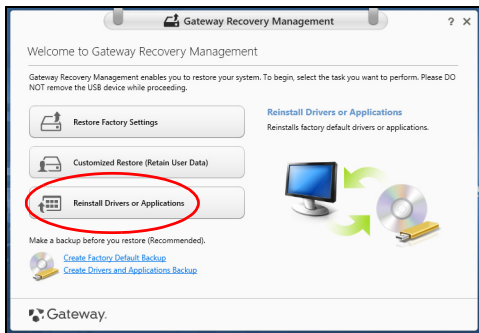 Gateway Recovery Management
? X
Welcome to Gateway Recovery Management
Gateway Recovery Management enables you to restore your system. To begin, select the task you want to perform. Please DO
NOT remove the USB device while proceeding.
Restore Factory Settings
Customized Restore (Retain User Data)
Reinstall Drivers or Applications
Reinstall Drivers or Applications
Reinstalls factory default drivers or applications.
Make a backup before you restore (Recommended).
Create Factory Default Backup
Create Drivers and Applications Backup
Gateway.